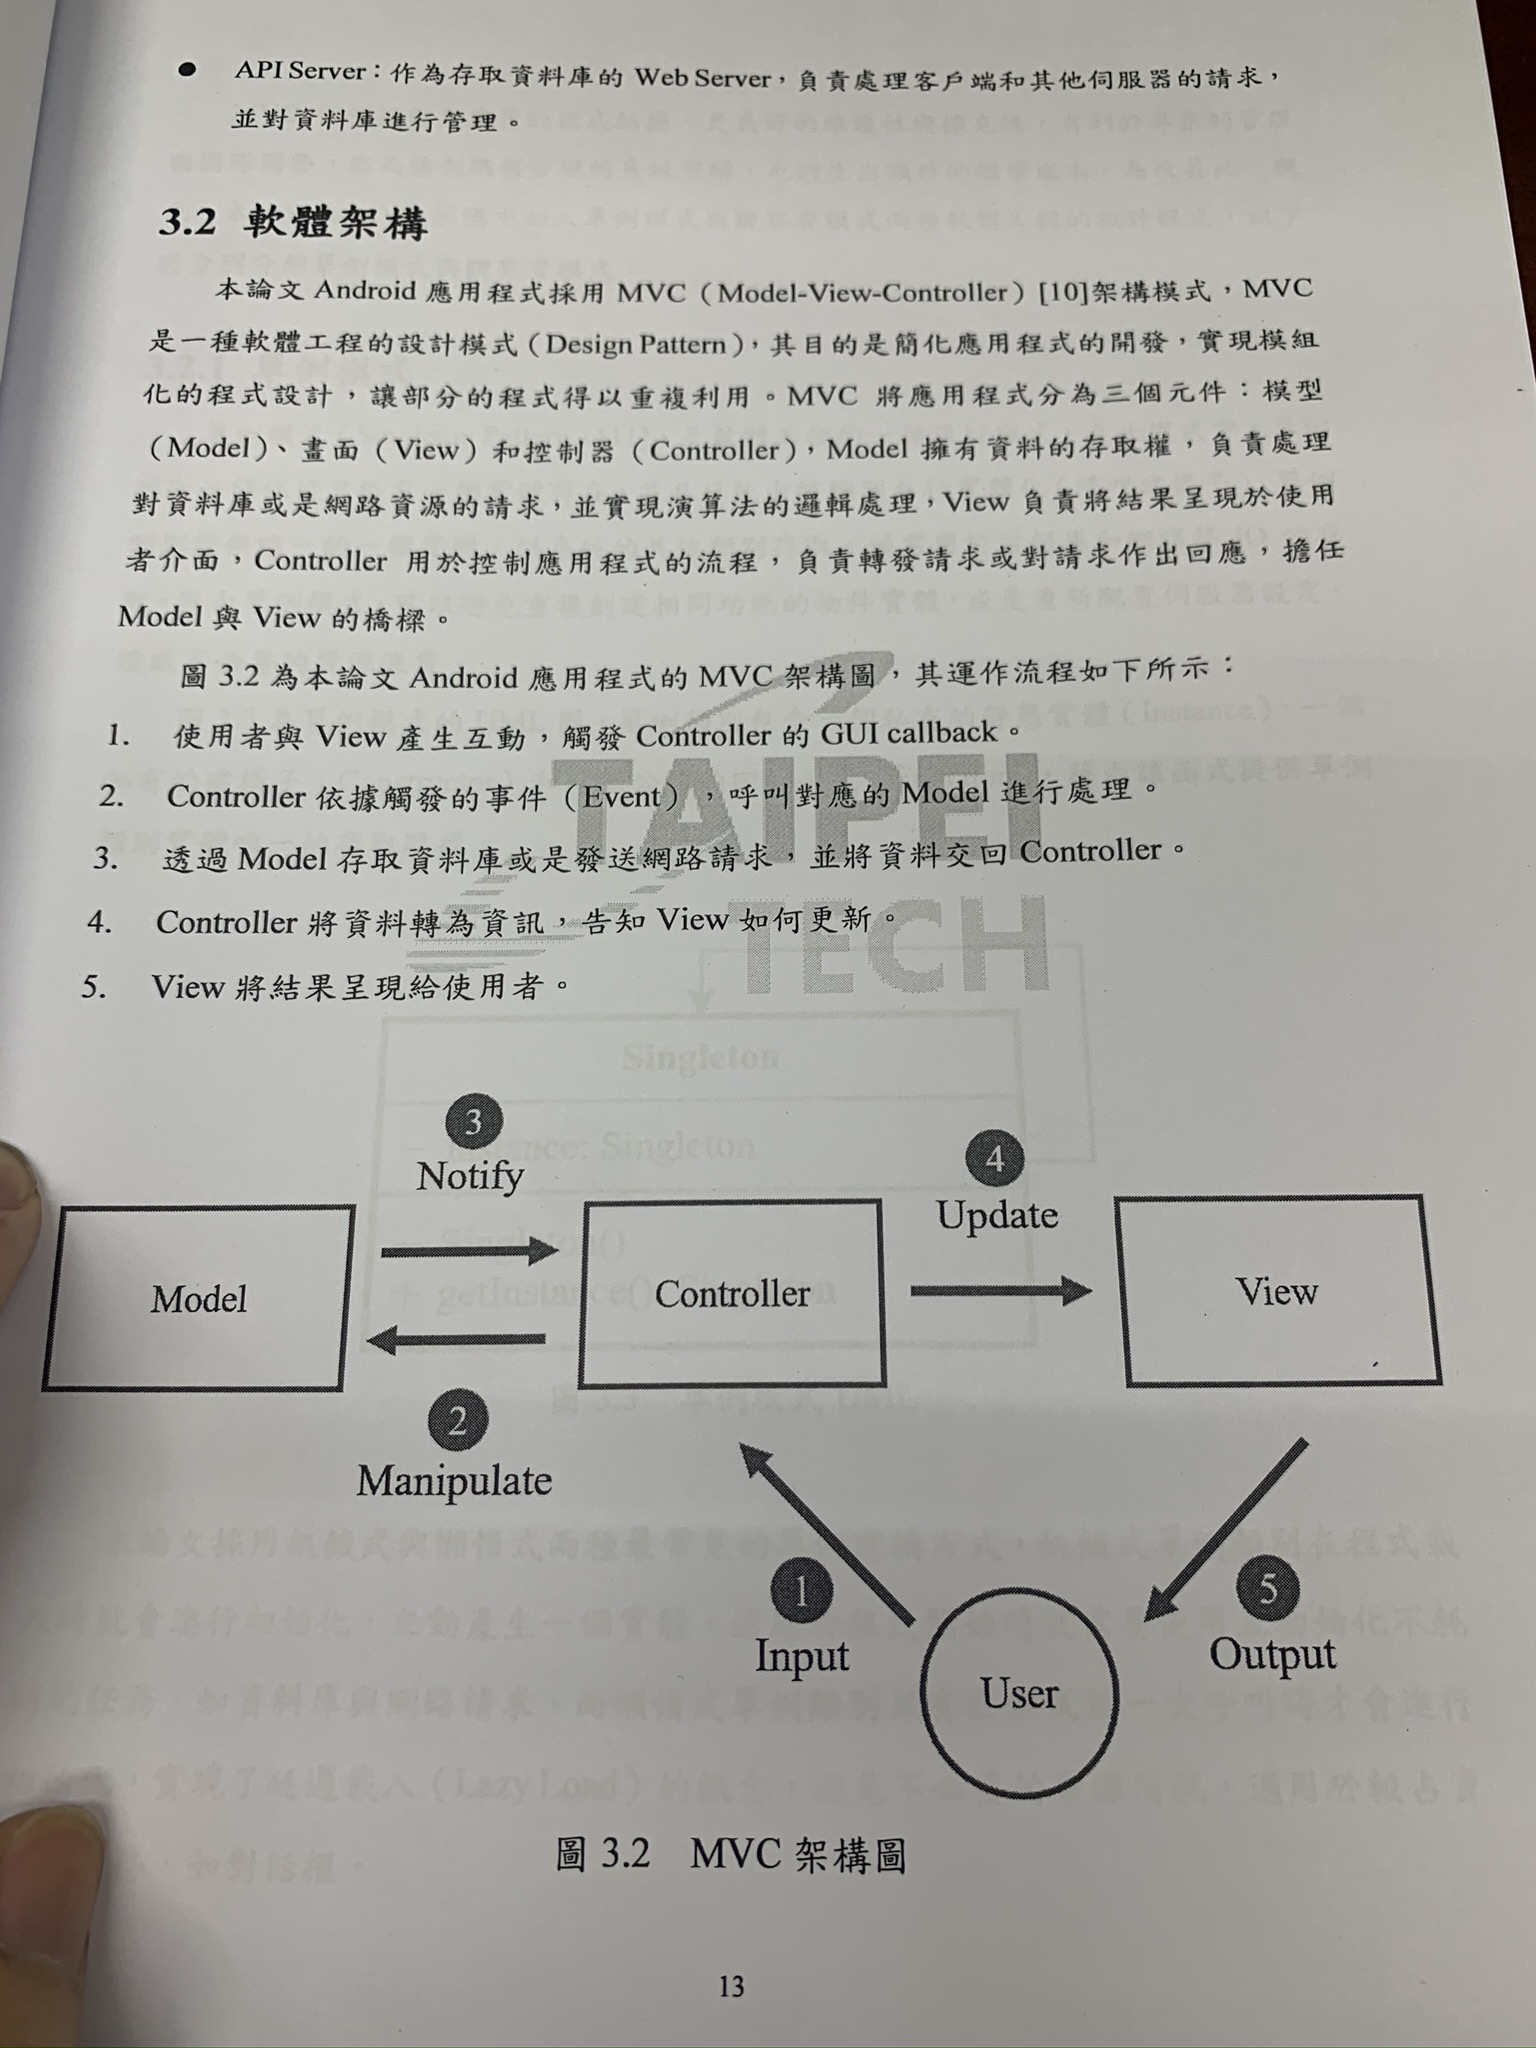 ● API Server：作為存取資料庫的 Web Server，負責處理客戶端和其他伺服器的請求，
並對資料庫進行管理。
3.2 軟體架構
本論文 Android 應用程式採用 MVC（Model-View-Controller）[10]架構模式，MVC
是一種軟體工程的設計模式（Design Pattern），其目的是簡化應用程式的開發，實現模組
化的程式設計，讓部分的程式得以重複利用。MVC 將應用程式分為三個元件：模型
（Model）、畫面（View）和控制器（Controller），Model 擁有資料的存取權，負責處理
對資料庫或是網路資源的請求，並實現演算法的邏輯處理，View 負責將結果呈現於使用
者介面，Controller 用於控制應用程式的流程，負責轉發請求或對請求作出回應，擔任
Model 與 View 的橋樑。
圖 3.2 為本論文 Android 應用程式的 MVC 架構圖，其運作流程如下所示：
1. 使用者與 View 產生互動，觸發 Controller 的 GUI callback。
2. Controller 依據觸發的事件（Event），呼叫對應的 Model 進行處理。
3. 透過 Model 存取資料庫或是發送網路請求，並將資料交回 Controller。
4. Controller 將資料轉為資訊，告知 View 如何更新。
5. View 將結果呈現給使用者。
TAIPEI
TECH
3
Notify
4
Update
Model
Controller
View
2
Manipulate
1
Input
User
5
Output
圖 3.2 MVC 架構圖
13